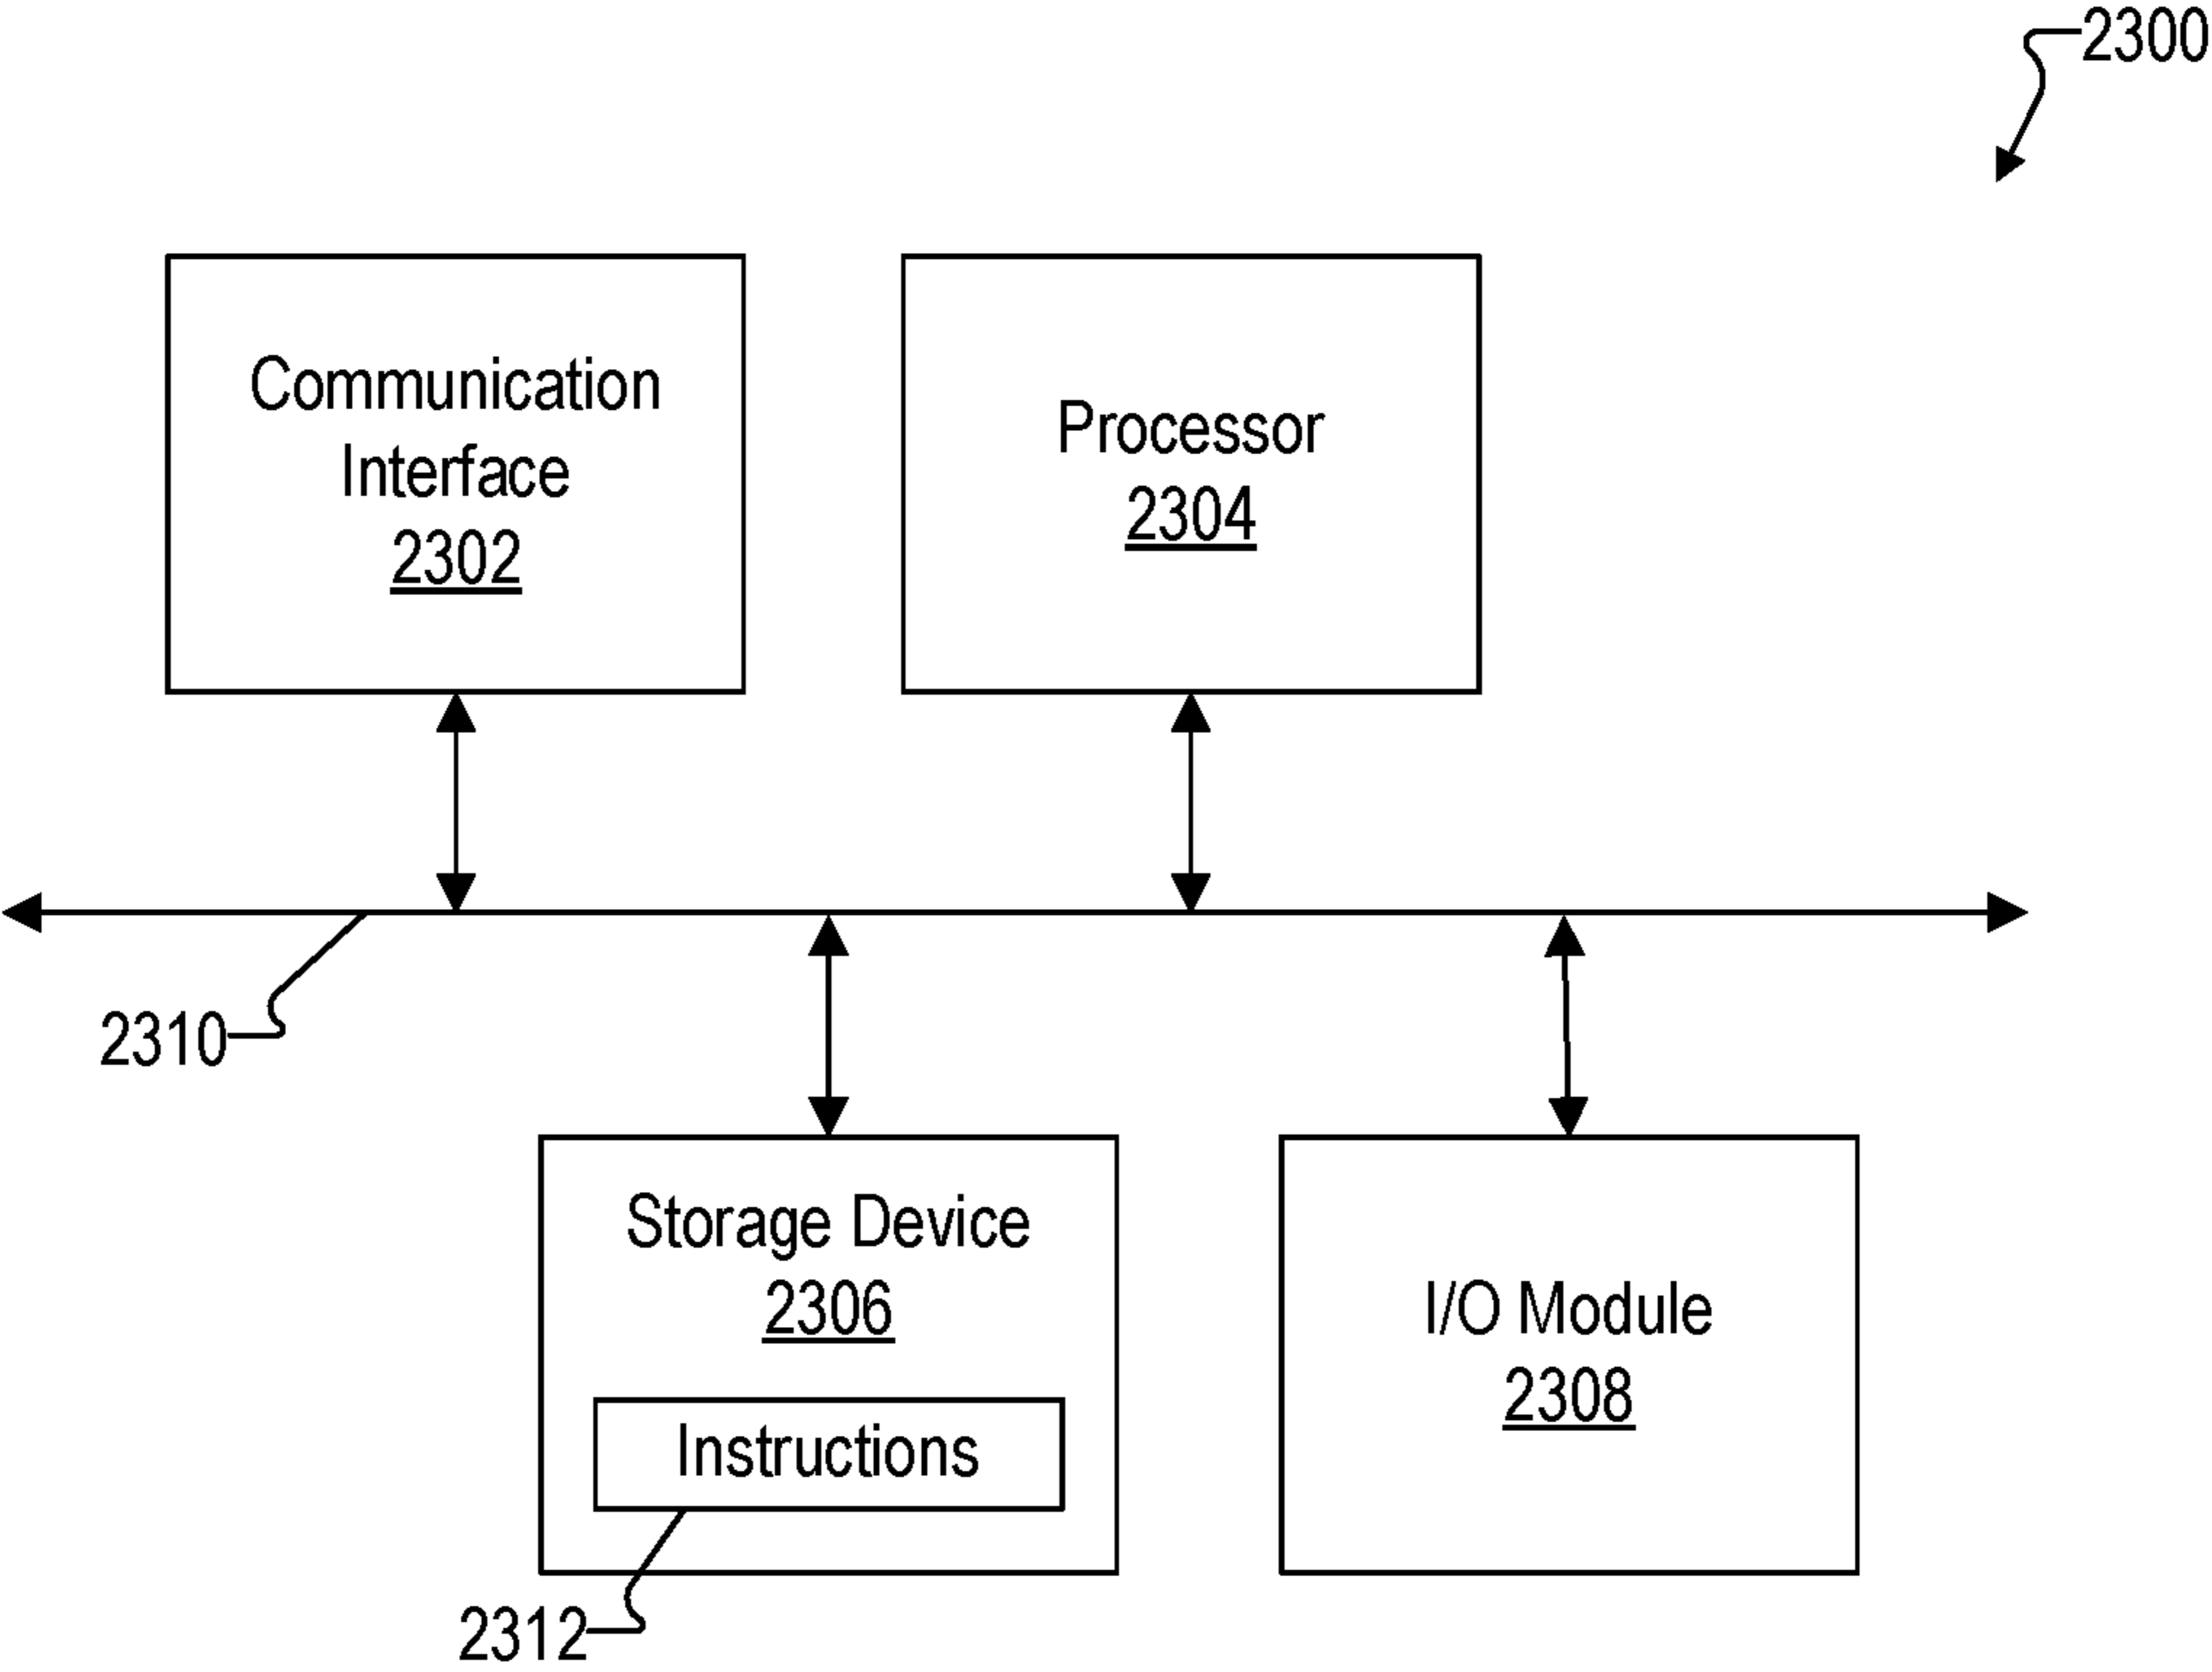 2300
Communication
Interface
2302
Processor
2304
2310
Storage Device
2306
Instructions
2312
I/O Module
2308